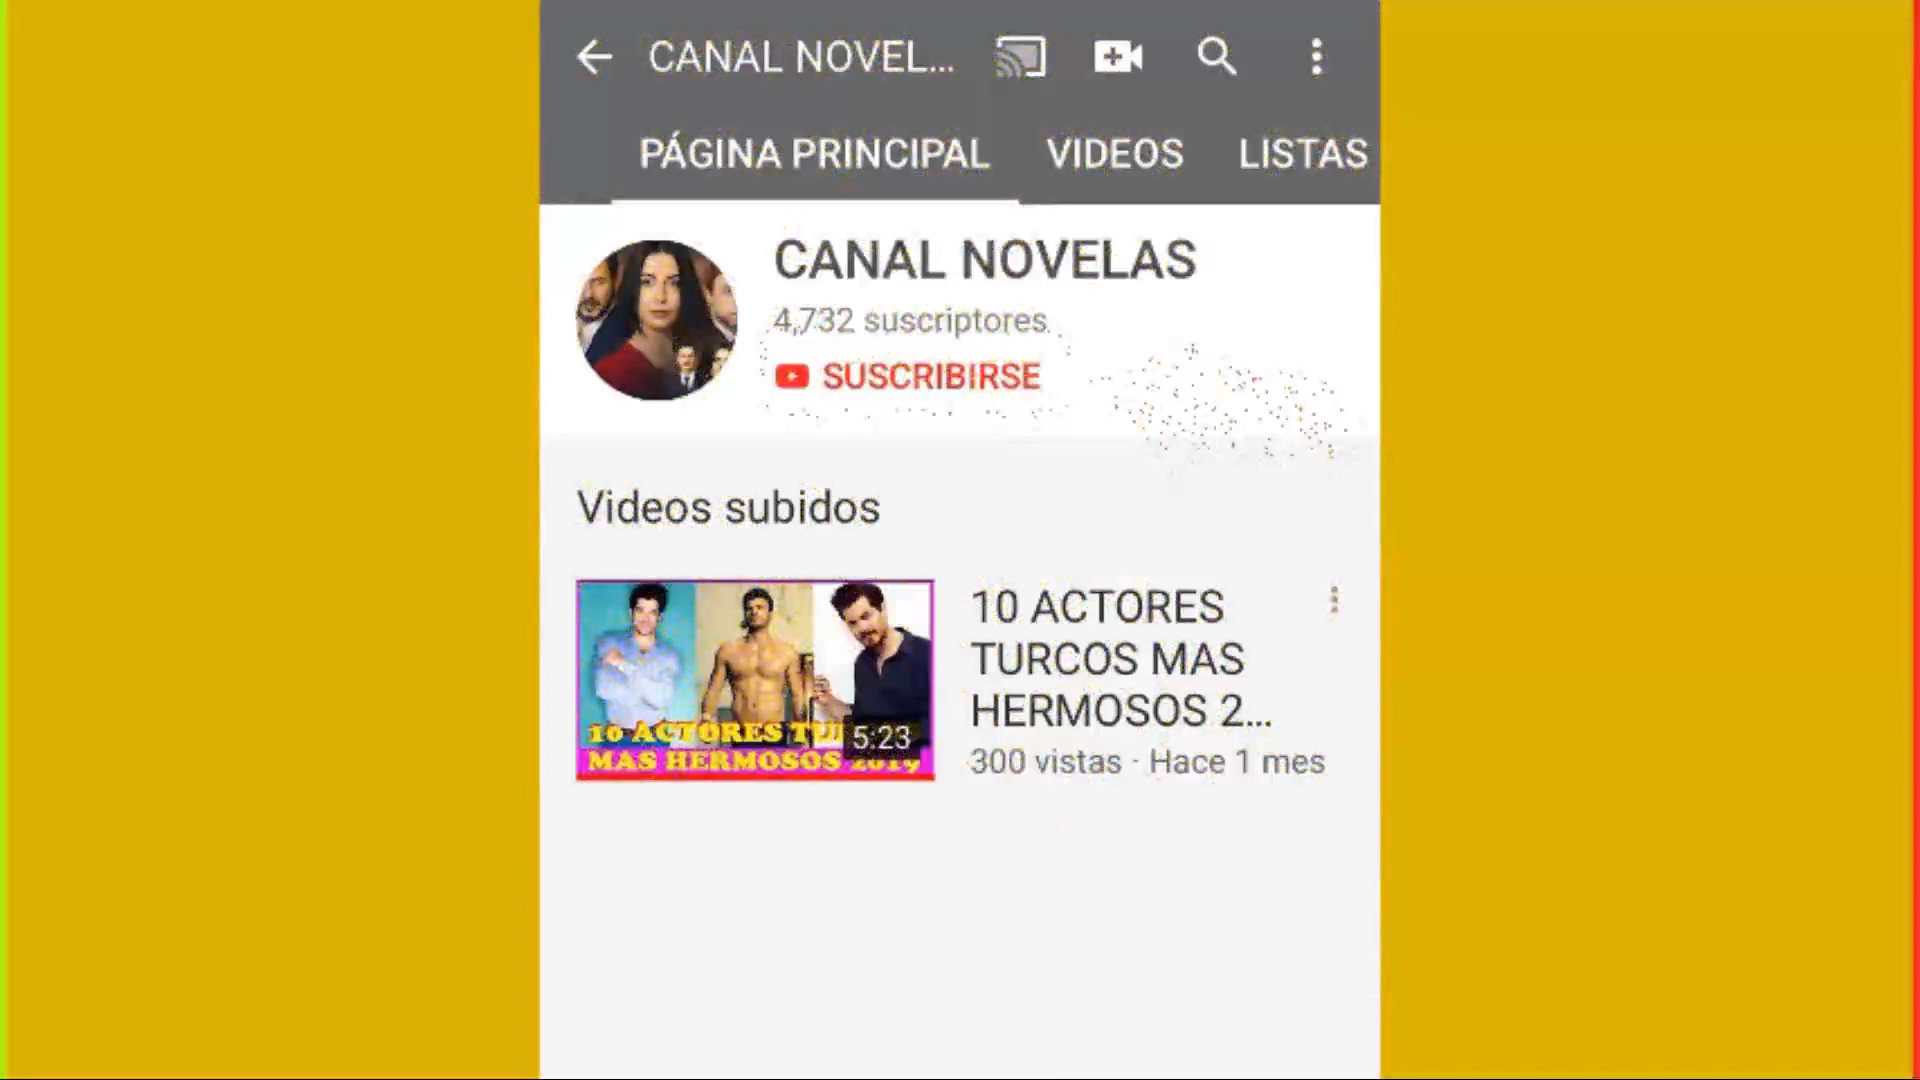 CANAL NOVEL...
PÁGINA PRINCIPAL VIDEOS LISTAS
CANAL NOVELAS
4,732 suscriptores
SUSCRIBIRSE
Videos subidos
10 ACTORES
MAS HERMOSOS 2019
5:23
10 ACTORES
TURCOS MAS
HERMOSOS 2...
300 vistas · Hace 1 mes